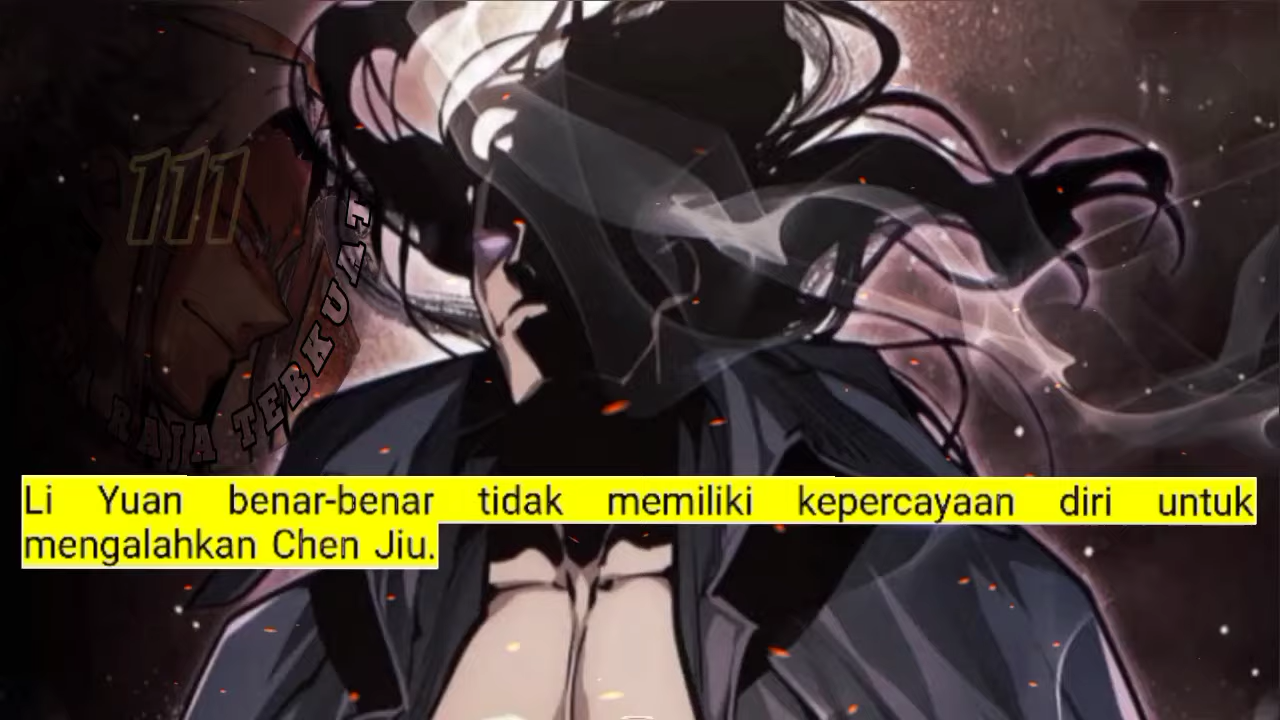 111
RAJA TERKUAT
Li Yuan benar-benar tidak memiliki kepercayaan diri untuk
mengalahkan Chen Jiu.